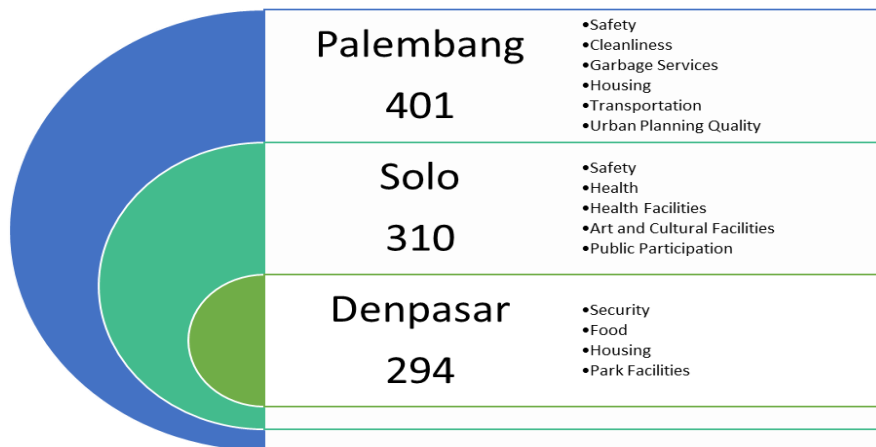 Palembang
401
•Safety
•Cleanliness
•Garbage Services
•Housing
•Transportation
•Urban Planning Quality
Solo
310
•Safety
•Health
•Health Facilities
•Art and Cultural Facilities
•Public Participation
Denpasar
294
•Security
•Food
•Housing
•Park Facilities